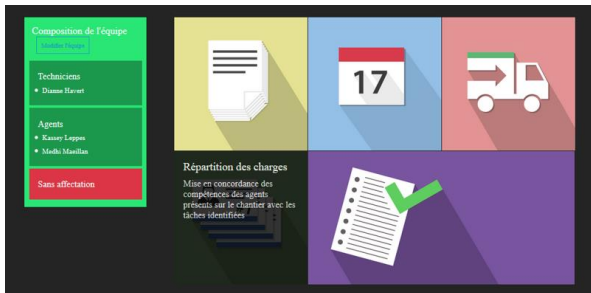 Composition de l'équipe
Modifier l'équipe
Techniciens
Dianne Havert
Agents
Kassey Leppes
Medhi Maeillan
Sans affectation
17
Répartition des charges
Mise en concordance des
compétences des agents
présents sur le chantier avec les
tâches identifiées